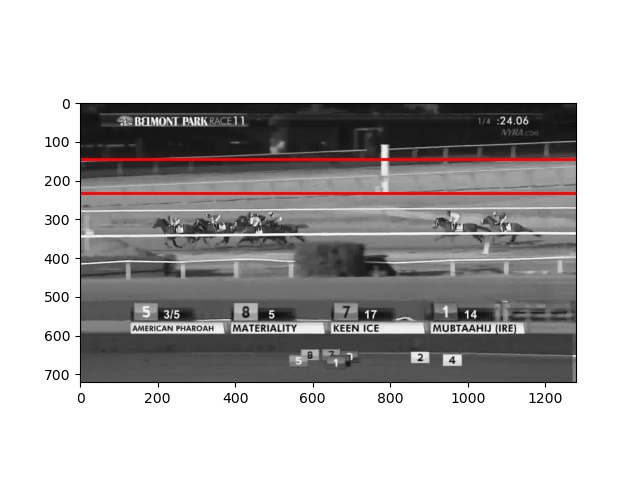 0
100
200
300
400
500
600
700
0 200 400 600 800 1000 1200
BELMONT PARK RACE 11
1/4 :24.06
NYRA.com
5 3/5
AMERICAN PHAROAH
8 5
MATERIALITY
7 17
KEEN ICE
1 14
MUBTAAHIJ (IRE)
5 8 7 1 2 4